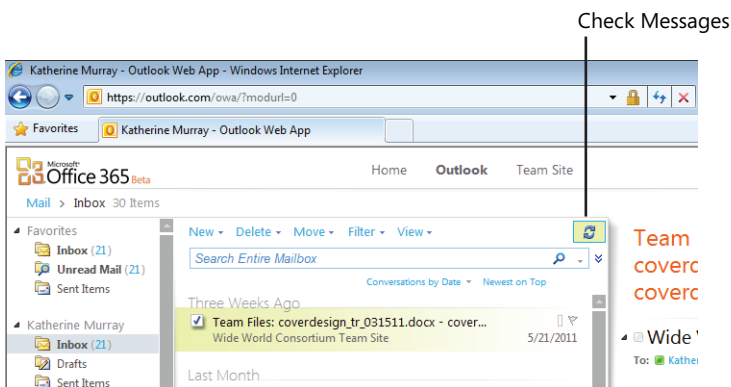 Check Messages
Katherine Murray - Outlook Web App - Windows Internet Explorer
https://outlook.com/owa/?modurl=0
Favorites
Katherine Murray - Outlook Web App
Microsoft
Office 365 Beta
Home Outlook Team Site
Mail > Inbox 30 Items
Favorites
Inbox (21)
Unread Mail (21)
Sent Items
Katherine Murray
Inbox (21)
Drafts
Sent Items
New Delete Move Filter View
Search Entire Mailbox
Conversations by Date Newest on Top
Three Weeks Ago
Team Files: coverdesign_tr_031511.docx - cover...
Wide World Consortium Team Site 5/21/2011
Last Month
Team
coverd
coverd
Wide
To: Kather